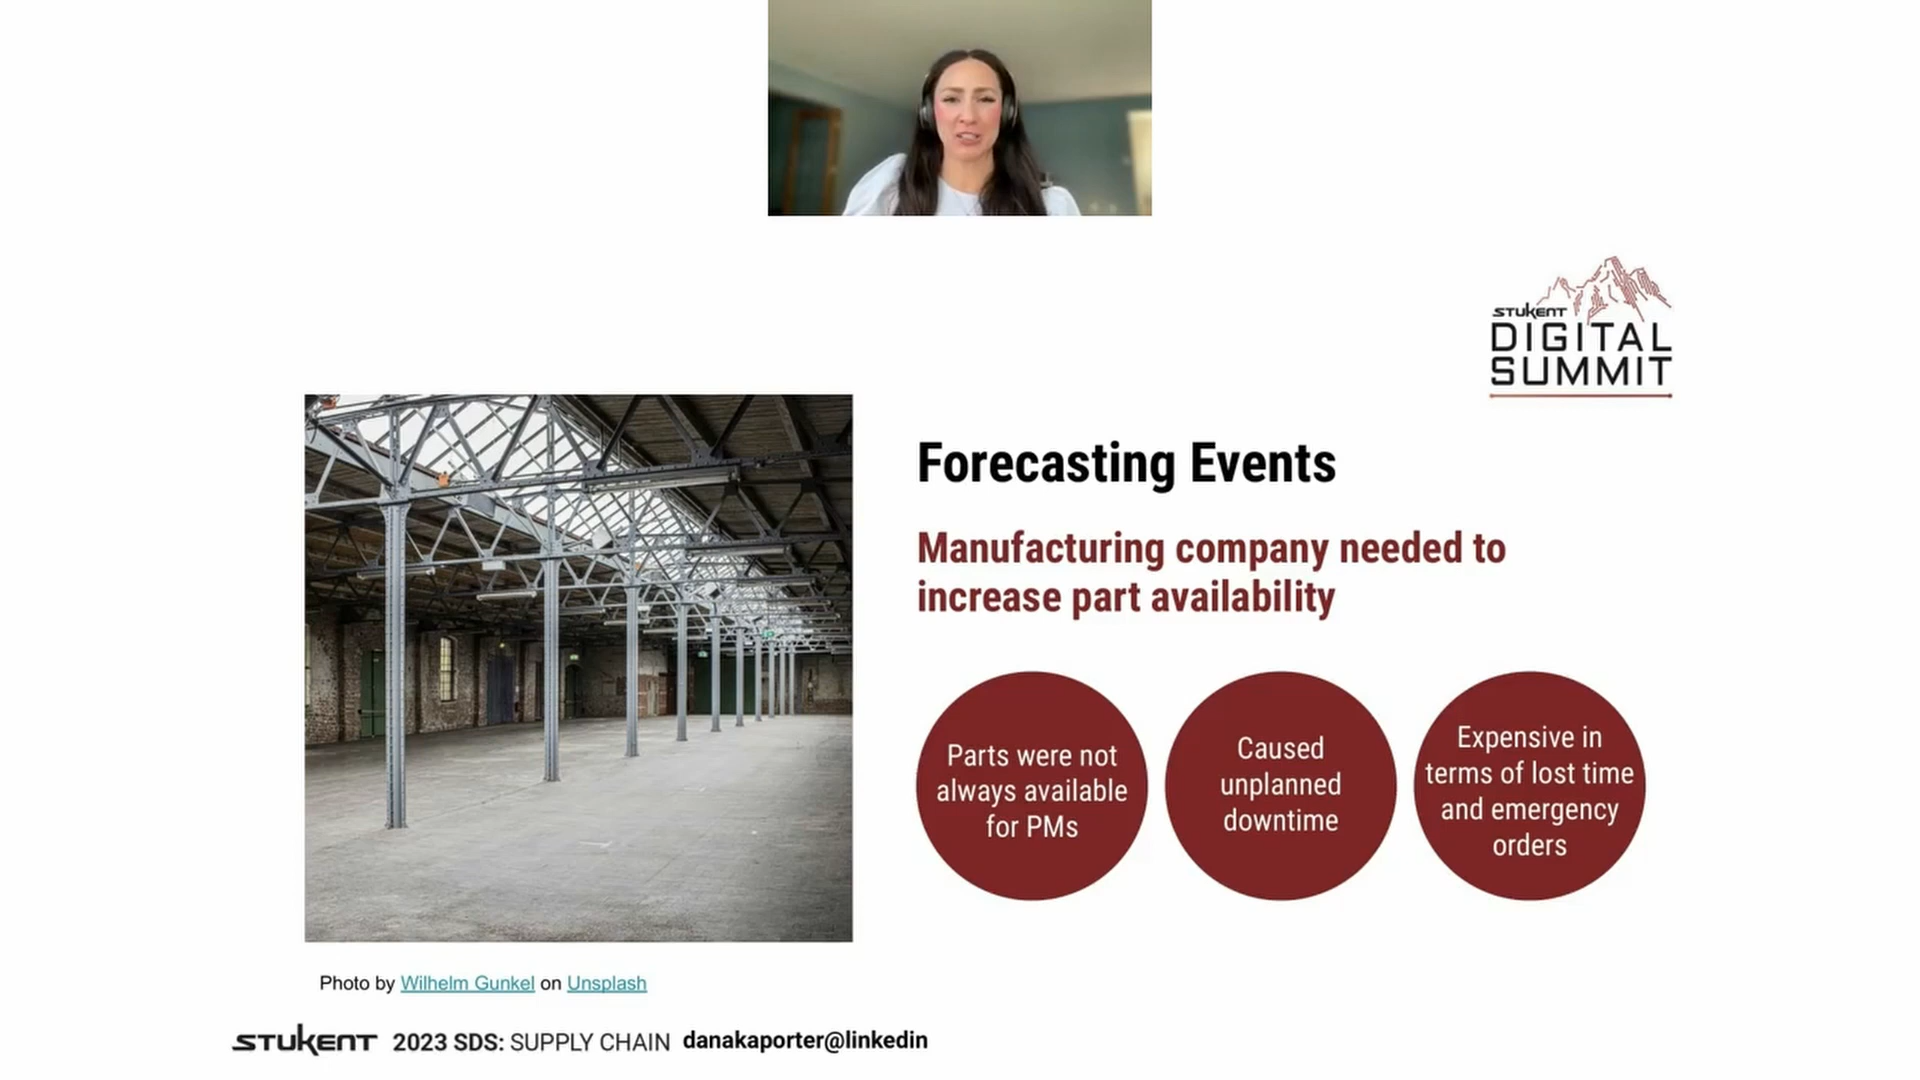 STUKENT
DIGITAL
SUMMIT
Forecasting Events
Manufacturing company needed to
increase part availability
Parts were not
always available
for PMs
Caused
unplanned
downtime
Expensive in
terms of lost time
and emergency
orders
Photo by Wilhelm Gunkel on Unsplash
STUKENT 2023 SDS: SUPPLY CHAIN danakaporter@linkedin